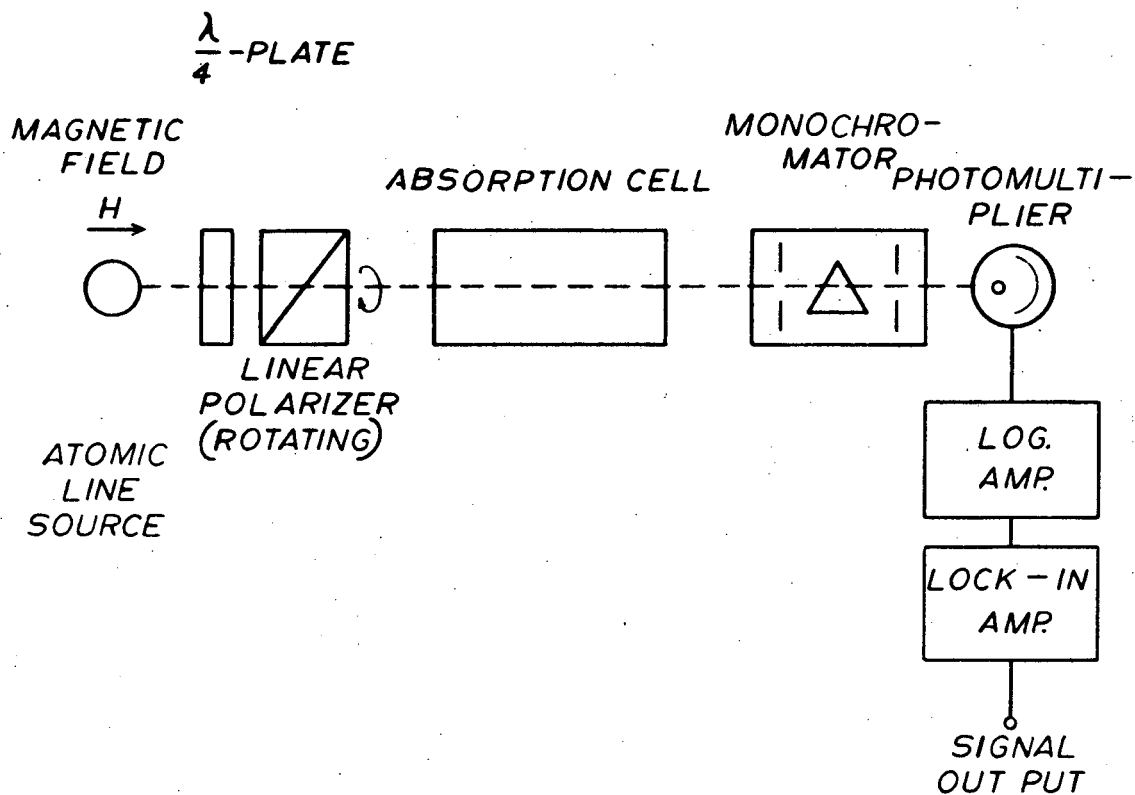 λ
4 -PLATE
MAGNETIC
FIELD
H
MONOCHRO-
MATOR
PHOTOMULTI-
PLIER
ABSORPTION CELL
LINEAR
POLARIZER
(ROTATING)
ATOMIC
LINE
SOURCE
LOG.
AMP.
LOCK-IN
AMP.
SIGNAL
OUT PUT